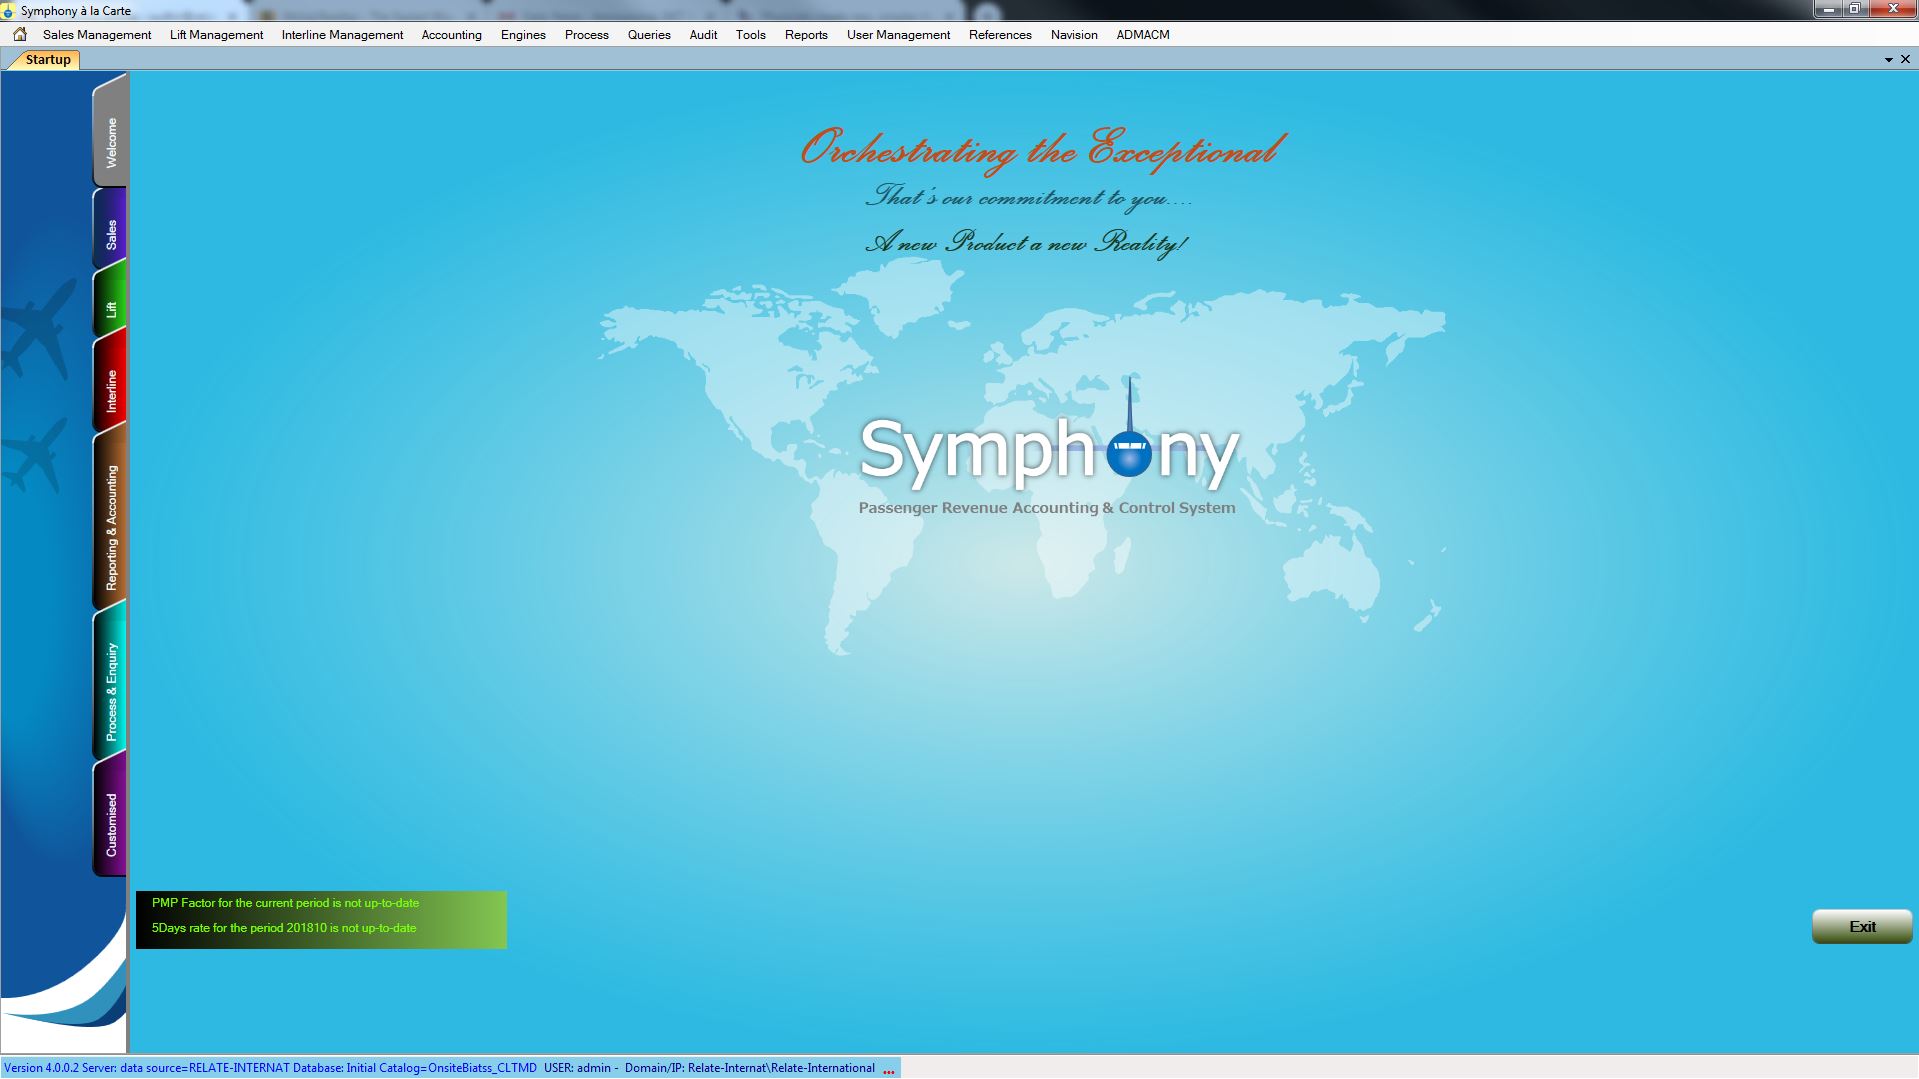 Symphony à la Carte
Sales Management Lift Management Interline Management Accounting Engines Process Queries Audit Tools Reports User Management References Navision ADMACM
Startup
Welcome
Sales
Lift
Interline
Reporting & Accounting
Process & Enquiry
Customised
Orchestrating the Exceptional
That's our commitment to you....
A new Product a new Reality!
Symphony
Passenger Revenue Accounting & Control System
PMP Factor for the current period is not up-to-date
5Days rate for the period 201810 is not up-to-date
Exit
Version 4.0.0.2 Server: data source=RELATE-INTERNAT Database: Initial Catalog=OnsiteBiatss_CLTMD USER: admin - Domain/IP: Relate-Internat\Relate-International ...